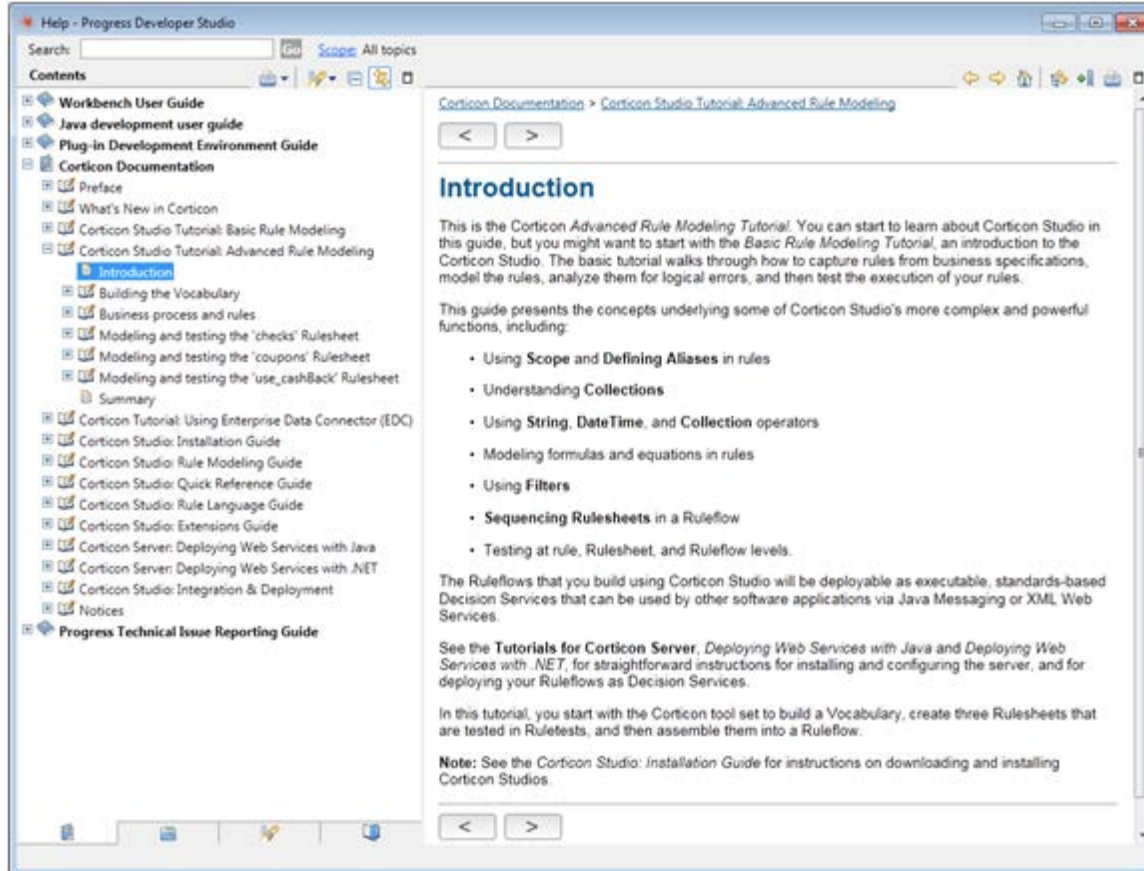 Help - Progress Developer Studio
Search:
Go
Scope: All topics
Contents
Workbench User Guide
Java development user guide
Plug-in Development Environment Guide
Corticon Documentation
Preface
What's New in Corticon
Corticon Studio Tutorial: Basic Rule Modeling
Corticon Studio Tutorial: Advanced Rule Modeling
Introduction
Building the Vocabulary
Business process and rules
Modeling and testing the 'checks' Rulesheet
Modeling and testing the 'coupons' Rulesheet
Modeling and testing the 'use_cashBack' Rulesheet
Summary
Corticon Tutorial: Using Enterprise Data Connector (EDC)
Corticon Studio: Installation Guide
Corticon Studio: Rule Modeling Guide
Corticon Studio: Quick Reference Guide
Corticon Studio: Rule Language Guide
Corticon Studio: Extensions Guide
Corticon Server: Deploying Web Services with Java
Corticon Server: Deploying Web Services with .NET
Corticon Studio: Integration & Deployment
Notices
Progress Technical Issue Reporting Guide
Corticon Documentation > Corticon Studio Tutorial: Advanced Rule Modeling
< >
Introduction
This is the Corticon Advanced Rule Modeling Tutorial. You can start to learn about Corticon Studio in
this guide, but you might want to start with the Basic Rule Modeling Tutorial, an introduction to the
Corticon Studio. The basic tutorial walks through how to capture rules from business specifications,
model the rules, analyze them for logical errors, and then test the execution of your rules.
This guide presents the concepts underlying some of Corticon Studio's more complex and powerful
functions, including:
• Using Scope and Defining Aliases in rules
• Understanding Collections
• Using String, DateTime, and Collection operators
• Modeling formulas and equations in rules
• Using Filters
• Sequencing Rulesheets in a Ruleflow
• Testing at rule, Rulesheet, and Ruleflow levels.
The Ruleflows that you build using Corticon Studio will be deployable as executable, standards-based
Decision Services that can be used by other software applications via Java Messaging or XML Web
Services.
See the Tutorials for Corticon Server, Deploying Web Services with Java and Deploying Web
Services with .NET, for straightforward instructions for installing and configuring the server, and for
deploying your Ruleflows as Decision Services.
In this tutorial, you start with the Corticon tool set to build a Vocabulary, create three Rulesheets that
are tested in Ruletests, and then assemble them into a Ruleflow.
Note: See the Corticon Studio: Installation Guide for instructions on downloading and installing
Corticon Studios.
< >